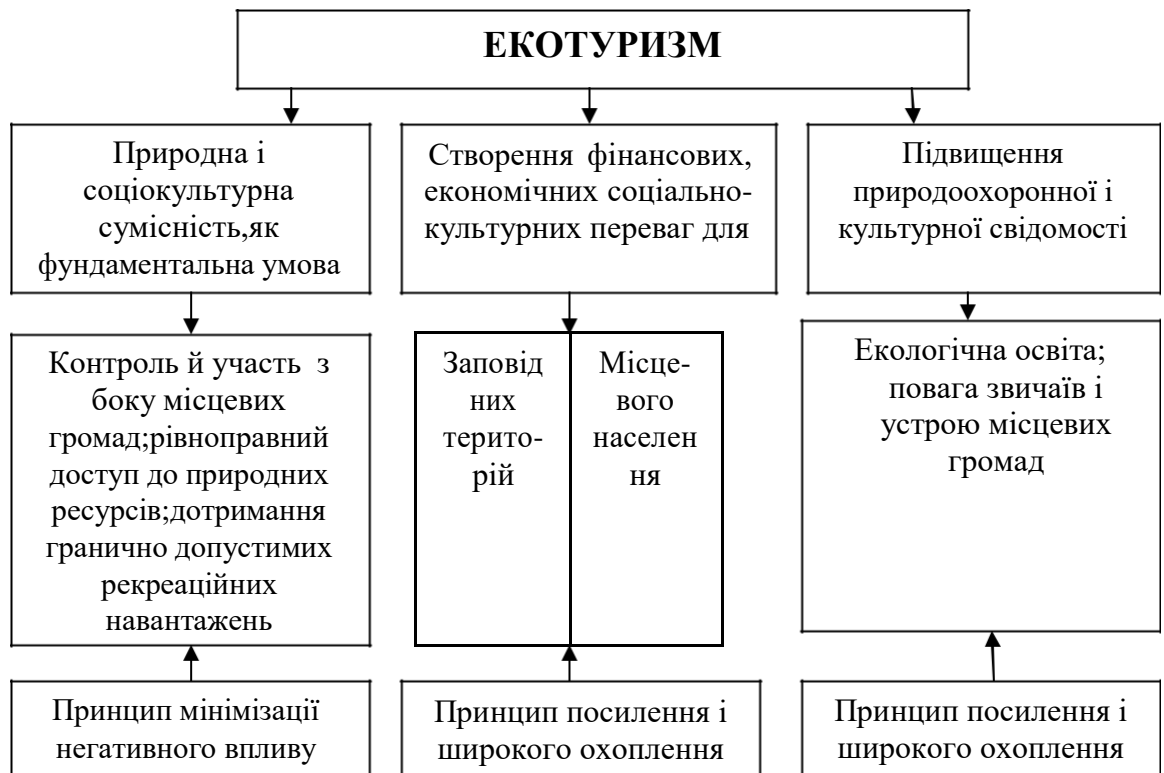 ЕКОТУРИЗМ
Природна і
соціокультурна
сумісність,як
фундаментальна умова
Створення фінансових,
економічних соціально-
культурних переваг для
Підвищення
природоохоронної і
культурної свідомості
Контроль й участь з
боку місцевих
громад;рівноправний
доступ до природних
ресурсів;дотримання
гранично допустимих
рекреаційних
навантажень
Заповід
них
терито-
рій
Місце-
вого
населен
ня
Екологічна освіта;
повага звичаїв і
устрою місцевих
громад
Принцип мінімізації
негативного впливу
Принцип посилення і
широкого охоплення
Принцип посилення і
широкого охоплення